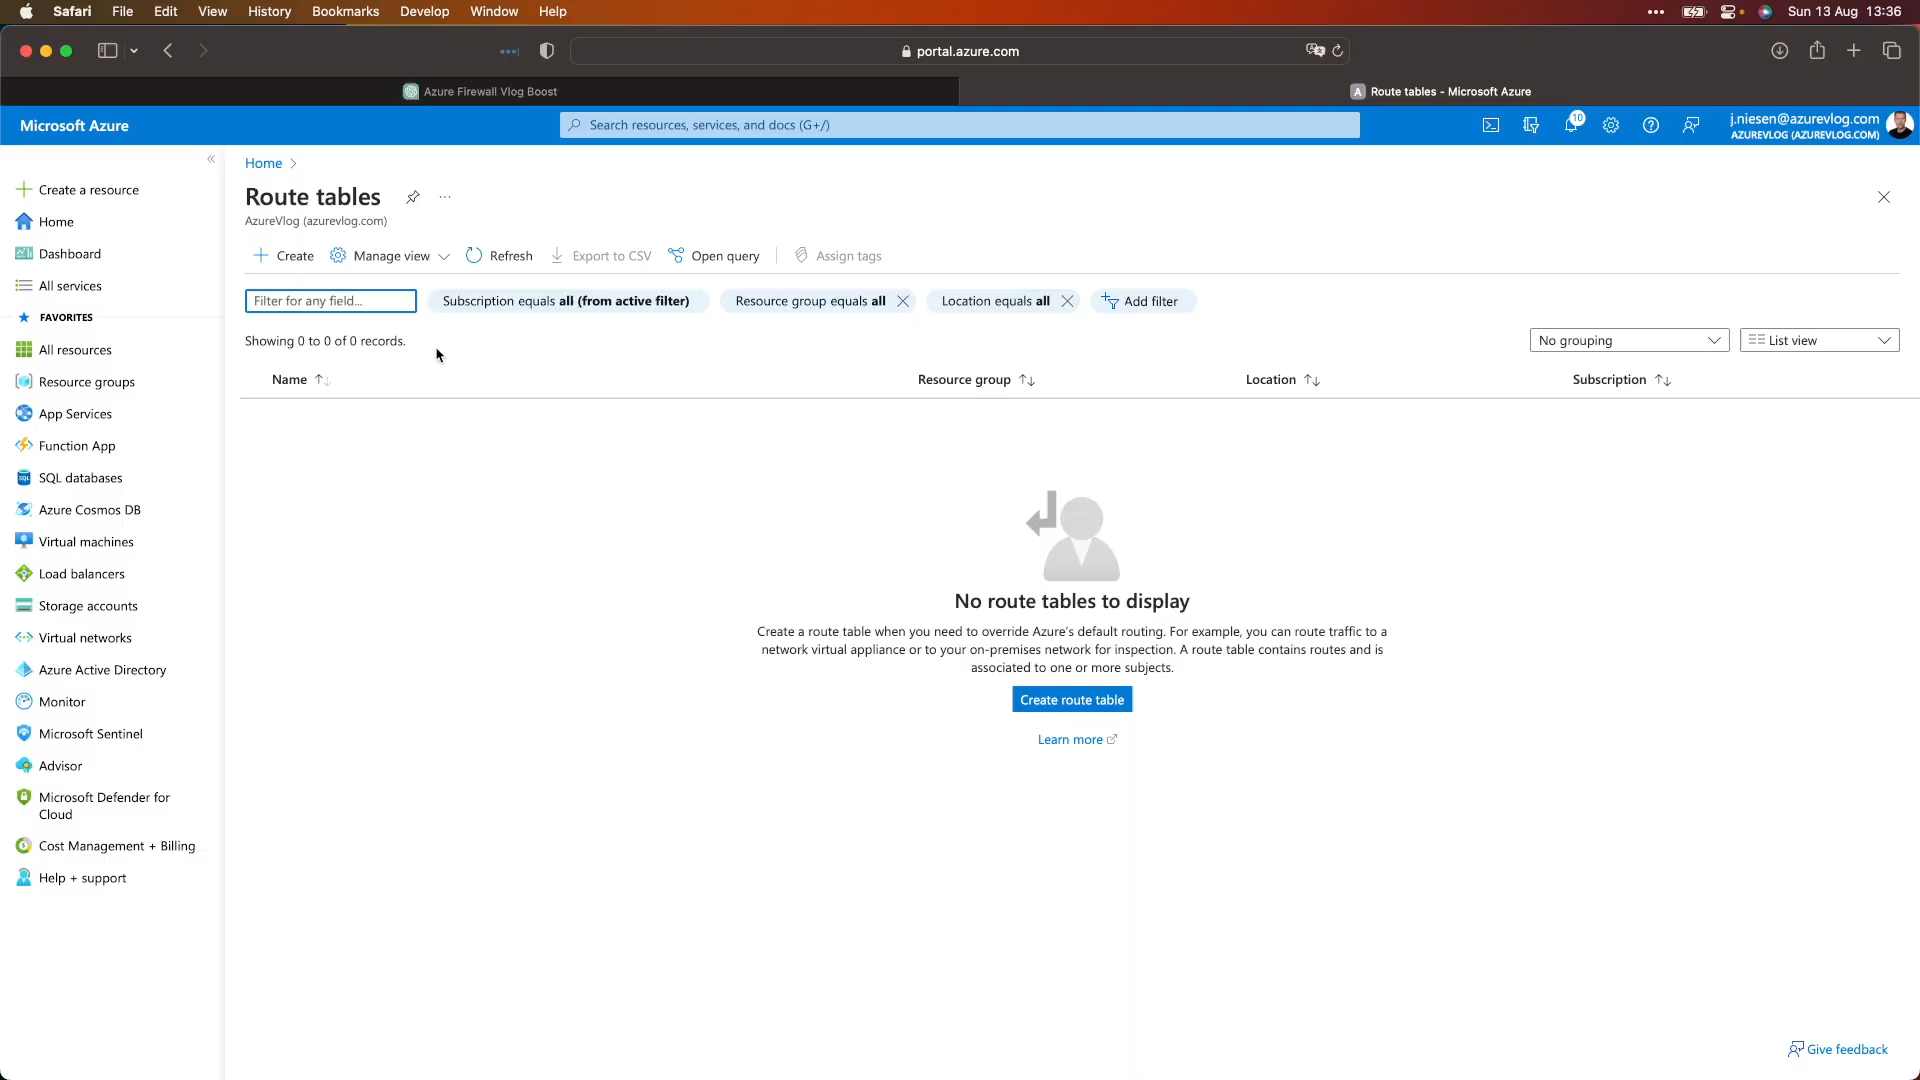 Safari File Edit View History Bookmarks Develop Window Help Sun 13 Aug 13:36
portal.azure.com
Azure Firewall Vlog Boost
A Route tables - Microsoft Azure
Microsoft Azure
Search resources, services, and docs (G+/)
10
j.niesen@azurevlog.com
AZUREVLOG (AZUREVLOG.COM)
Create a resource
Home
Dashboard
All services
FAVORITES
All resources
Resource groups
App Services
Function App
SQL databases
Azure Cosmos DB
Virtual machines
Load balancers
Storage accounts
Virtual networks
Azure Active Directory
Monitor
Microsoft Sentinel
Advisor
Microsoft Defender for
Cloud
Cost Management + Billing
Help + support
Home
Route tables
AzureVlog (azurevlog.com)
Create Manage view Refresh Export to CSV Open query Assign tags
Filter for any field... Subscription equals all (from active filter) Resource group equals all Location equals all Add filter
Showing 0 to 0 of 0 records.
No grouping List view
Name Resource group Location Subscription
No route tables to display
Create a route table when you need to override Azure's default routing. For example, you can route traffic to a
network virtual appliance or to your on-premises network for inspection. A route table contains routes and is
associated to one or more subjects.
Create route table
Learn more
Give feedback